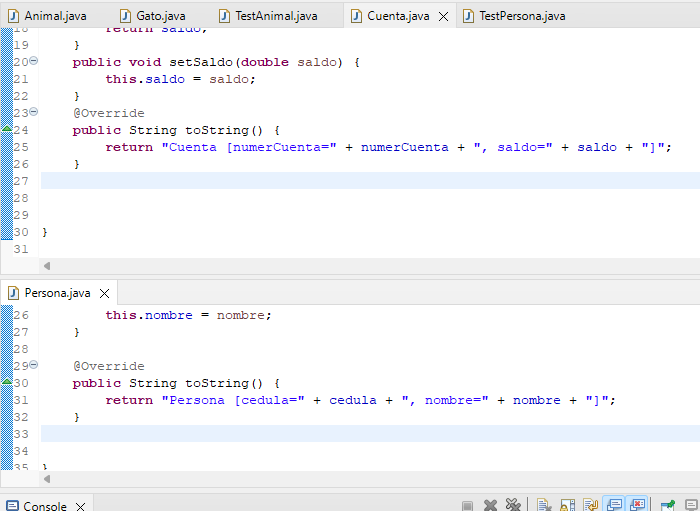 Animal.java Gato.java TestAnimal.java Cuenta.java TestPersona.java
18 return saldo;
19 }
20 public void setSaldo(double saldo) {
21 this.saldo = saldo;
22 }
23 @Override
24 public String toString() {
25 return "Cuenta [numerCuenta=" + numerCuenta + ", saldo=" + saldo + "]";
26 }
27
28
29
30 }
31
Persona.java
26 this.nombre = nombre;
27 }
28
29 @Override
30 public String toString() {
31 return "Persona [cedula=" + cedula + ", nombre=" + nombre + "]";
32 }
33
34
35 }
Console